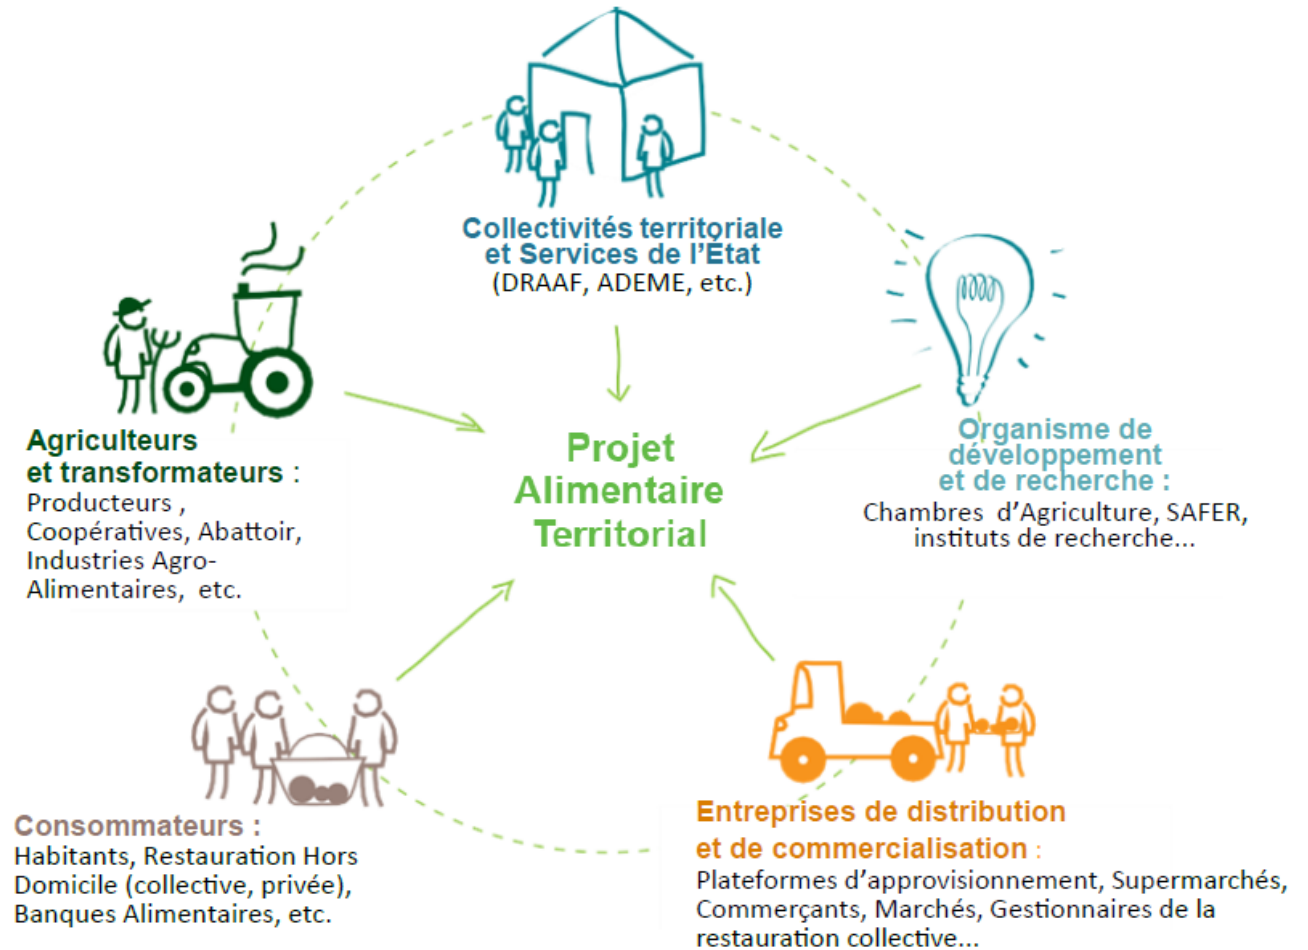 Collectivités territoriale
et Services de l'État
(DRAAF, ADEME, etc.)
Agriculteurs
et transformateurs :
Producteurs ,
Coopératives, Abattoir,
Industries Agro-
Alimentaires, etc.
Projet
Alimentaire
Territorial
Organisme de
développement
et de recherche :
Chambres d'Agriculture, SAFER,
instituts de recherche...
Consommateurs :
Habitants, Restauration Hors
Domicile (collective, privée),
Banques Alimentaires, etc.
Entreprises de distribution
et de commercialisation :
Plateformes d'approvisionnement, Supermarchés,
Commerçants, Marchés, Gestionnaires de la
restauration collective...